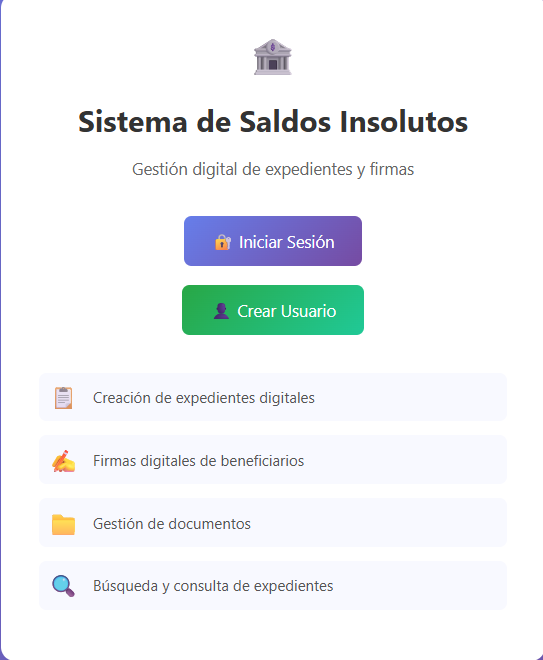 Sistema de Saldos Insolutos
Gestión digital de expedientes y firmas
Iniciar Sesión
Crear Usuario
Creación de expedientes digitales
Firmas digitales de beneficiarios
Gestión de documentos
Búsqueda y consulta de expedientes